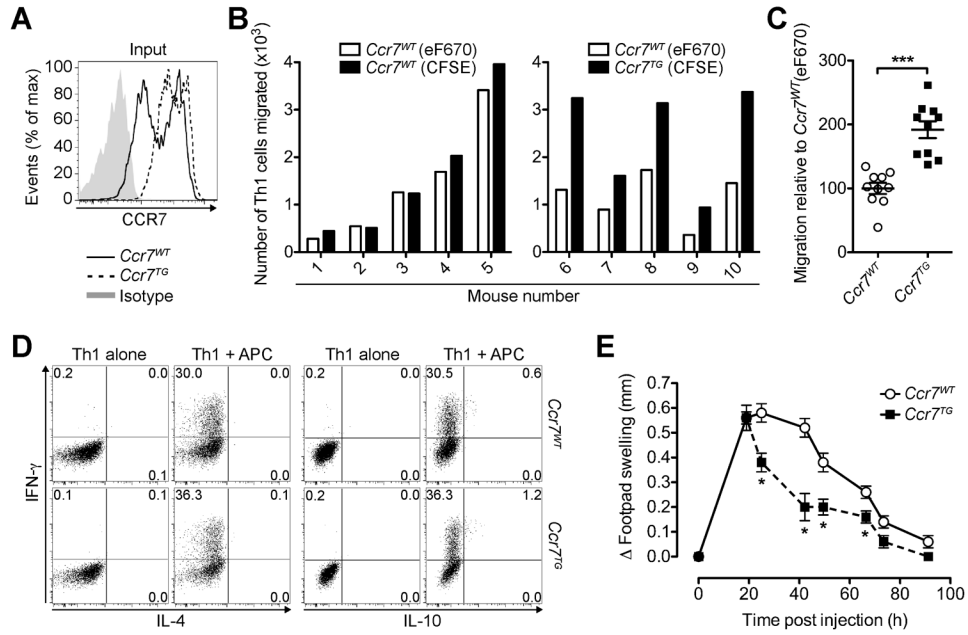 A
Input
Events (% of max)
100
80
60
40
20
0
CCR7
Ccr7WT
Ccr7TG
Isotype
B
Number of Th1 cells migrated (x10³)
Ccr7WT (eF670)
Ccr7WT (CFSE)
Ccr7WT (eF670)
Ccr7TG (CFSE)
4
3
2
1
0
4
3
2
1
0
1 2 3 4 5
6 7 8 9 10
Mouse number
C
Migration relative to Ccr7WT(eF670)
***
300
200
100
0
Ccr7WT
Ccr7TG
D
Th1 alone Th1 + APC Th1 alone Th1 + APC
0.2 0.0 30.0 0.0 0.2 0.0 30.5 0.6
0.1 0.0 0.0 0.0
Ccr7WT
0.1 0.1 36.3 0.1 0.2 0.0 36.3 1.2
0.0 0.0 0.0 0.0
Ccr7TG
IFN-γ
IL-4
IL-10
E
Δ Footpad swelling (mm)
0.7
0.6
0.5
0.4
0.3
0.2
0.1
0.0
Ccr7WT
Ccr7TG
* * * *
0 20 40 60 80 100
Time post injection (h)